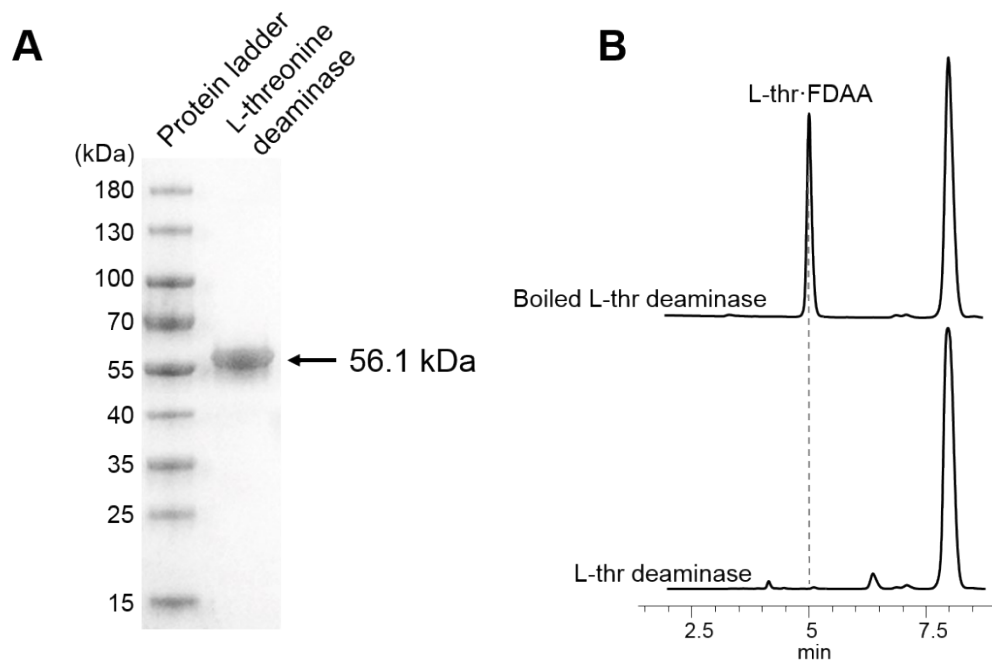 A
Protein ladder
L-threonine
deaminase
(kDa)
180
130
100
70
55
40
35
25
15
56.1 kDa
B
L-thr·FDAA
Boiled L-thr deaminase
L-thr deaminase
2.5
5
7.5
min